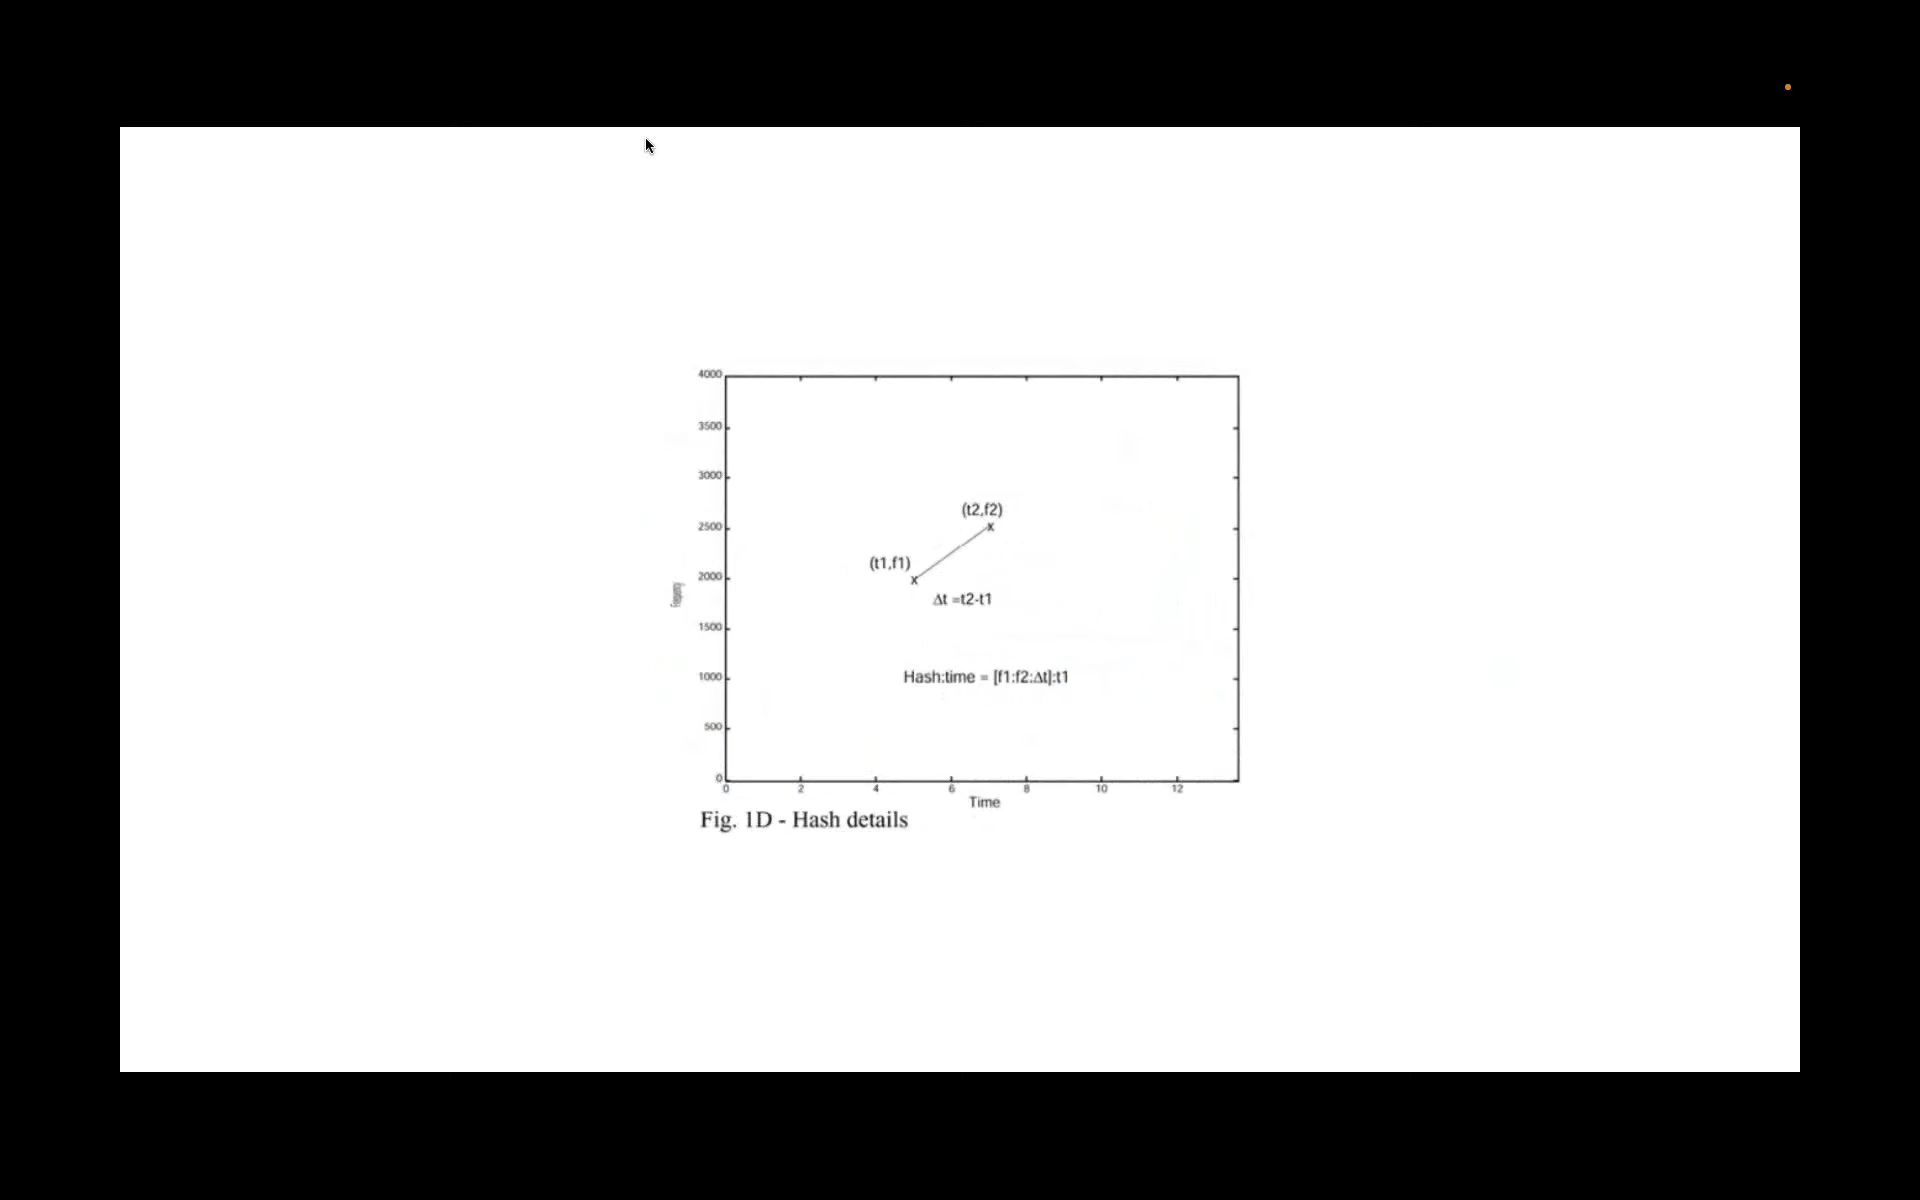 4000
3500
3000
(t2,f2)
2500
(t1,f1)
2000
Δt =t2-t1
Frequency
1500
Hash:time = [f1:f2:Δt]:t1
1000
500
0
0 2 4 6 8 10 12
Time
Fig. 1D - Hash details